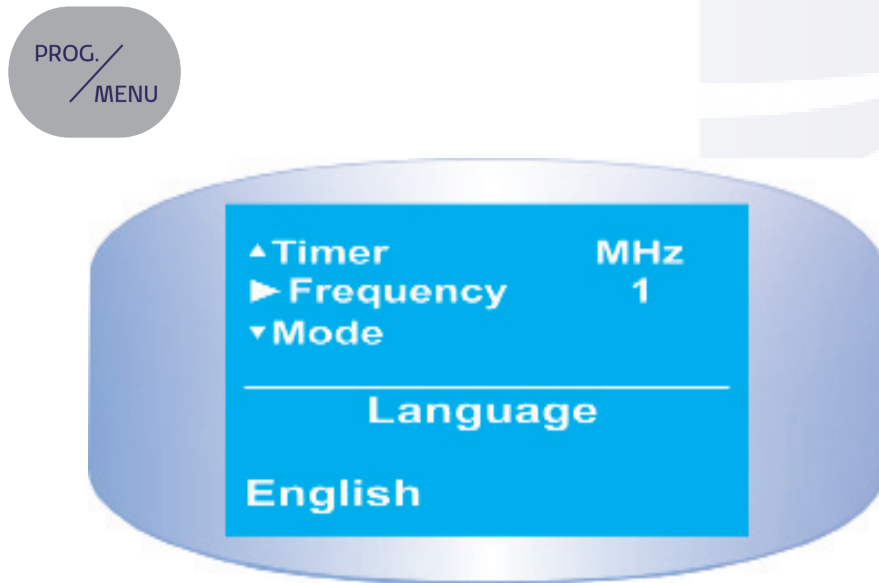 PROG./
MENU
▲Timer MHz
▶Frequency 1
▼Mode
Language
English